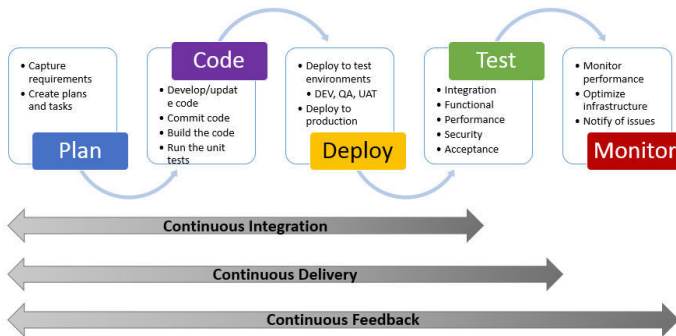 Plan
• Capture
requirements
• Create plans
and tasks
Code
• Develop/updat
e code
• Commit code
• Build the code
• Run the unit
tests
Deploy
• Deploy to test
environments
• DEV, QA, UAT
• Deploy to
production
Test
• Integration
• Functional
• Performance
• Security
• Acceptance
Monitor
• Monitor
performance
• Optimize
infrastructure
• Notify of issues
Continuous Integration
Continuous Delivery
Continuous Feedback